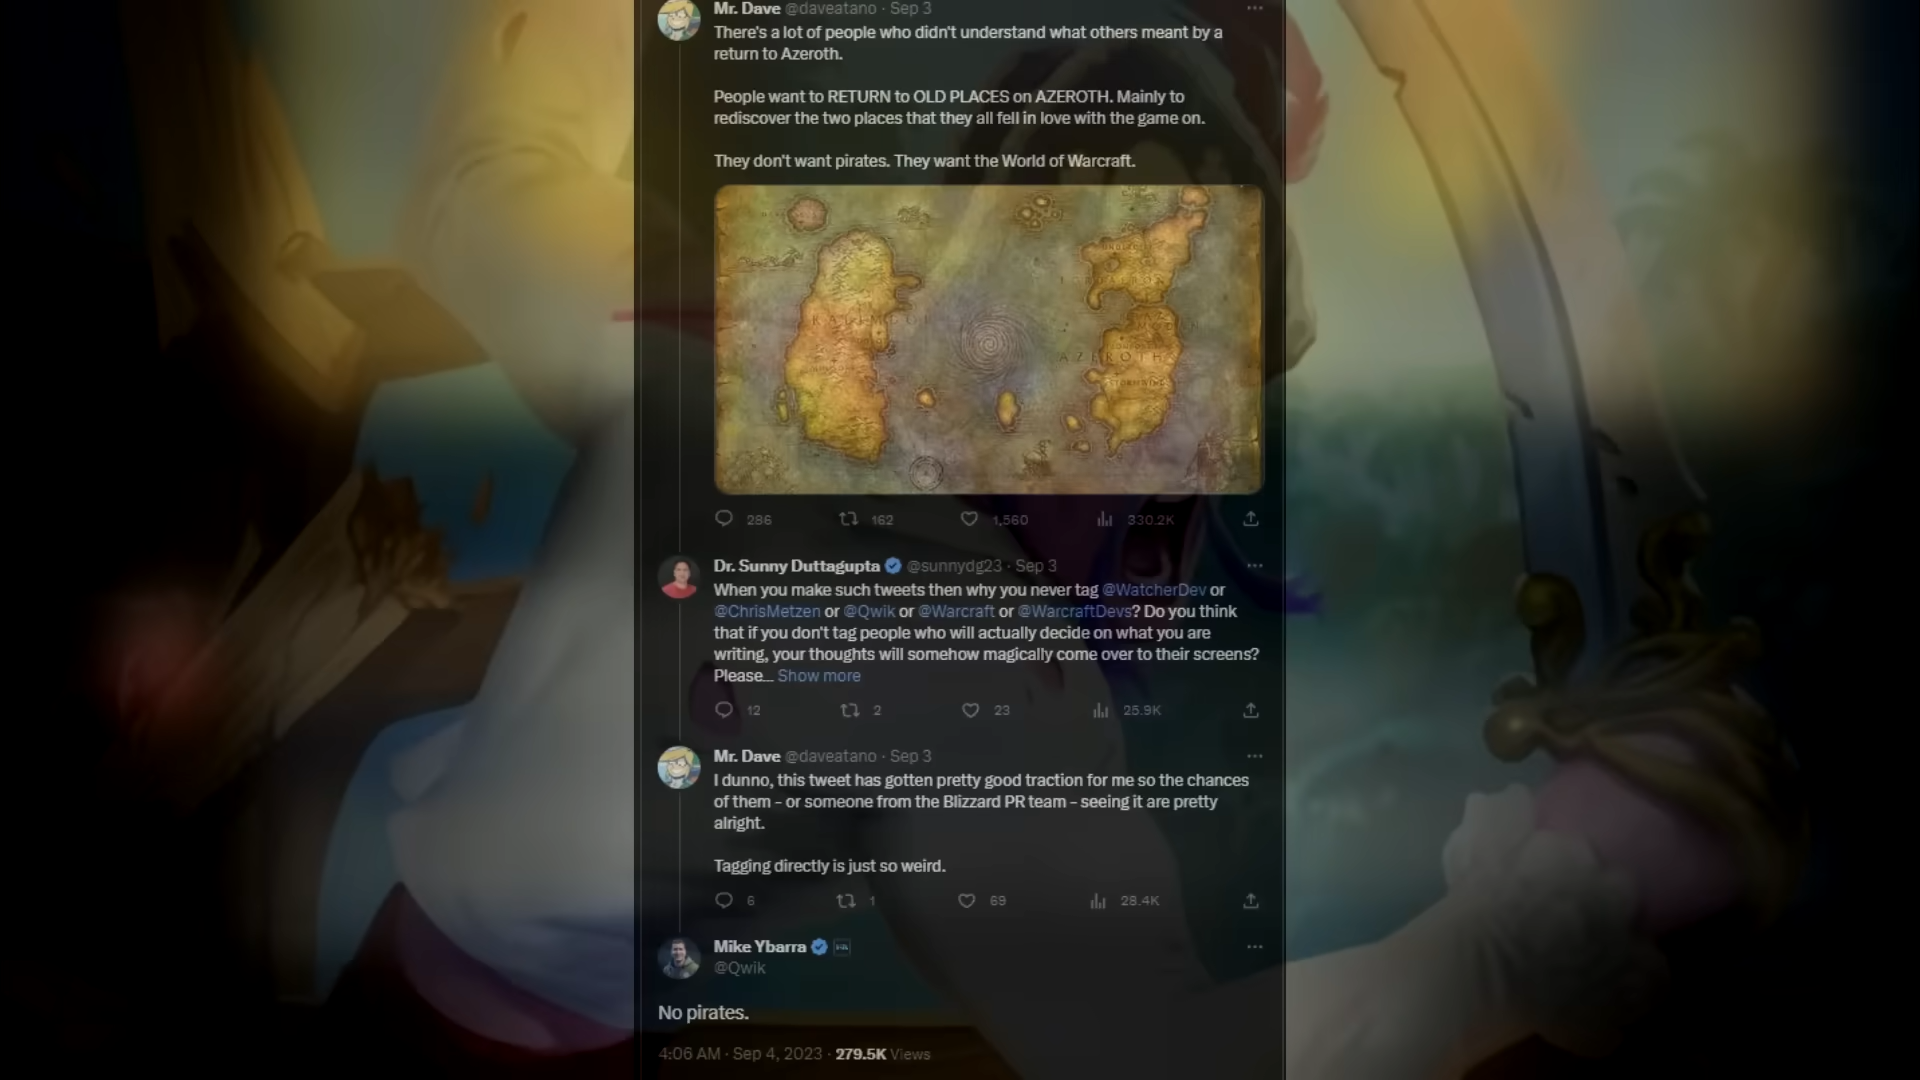 Mr. Dave @daveatano · Sep 3
There's a lot of people who didn't understand what others meant by a
return to Azeroth.
People want to RETURN to OLD PLACES on AZEROTH. Mainly to
rediscover the two places that they all fell in love with the game on.
They don't want pirates. They want the World of Warcraft.
AZEROTH
286 162 1,560 330.2K
Dr. Sunny Duttagupta @sunnydg23 · Sep 3
When you make such tweets then why you never tag @WatcherDev or
@ChrisMetzen or @Qwik or @Warcraft or @WarcraftDevs? Do you think
that if you don't tag people who will actually decide on what you are
writing, your thoughts will somehow magically come over to their screens?
Please... Show more
12 2 23 25.9K
Mr. Dave @daveatano · Sep 3
I dunno, this tweet has gotten pretty good traction for me so the chances
of them - or someone from the Blizzard PR team - seeing it are pretty
alright.
Tagging directly is just so weird.
6 1 69 28.4K
Mike Ybarra
@Qwik
No pirates.
4:06 AM · Sep 4, 2023 · 279.5K Views